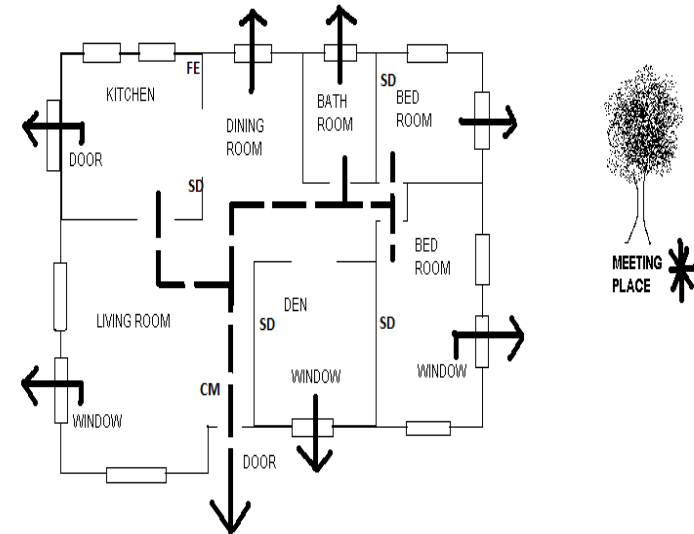 FE
KITCHEN
SD
BED
ROOM
BATH
ROOM
DINING
ROOM
DOOR
SD
BED
ROOM
MEETING
PLACE
DEN
LIVING ROOM
SD
SD
WINDOW
WINDOW
CM
WINDOW
DOOR